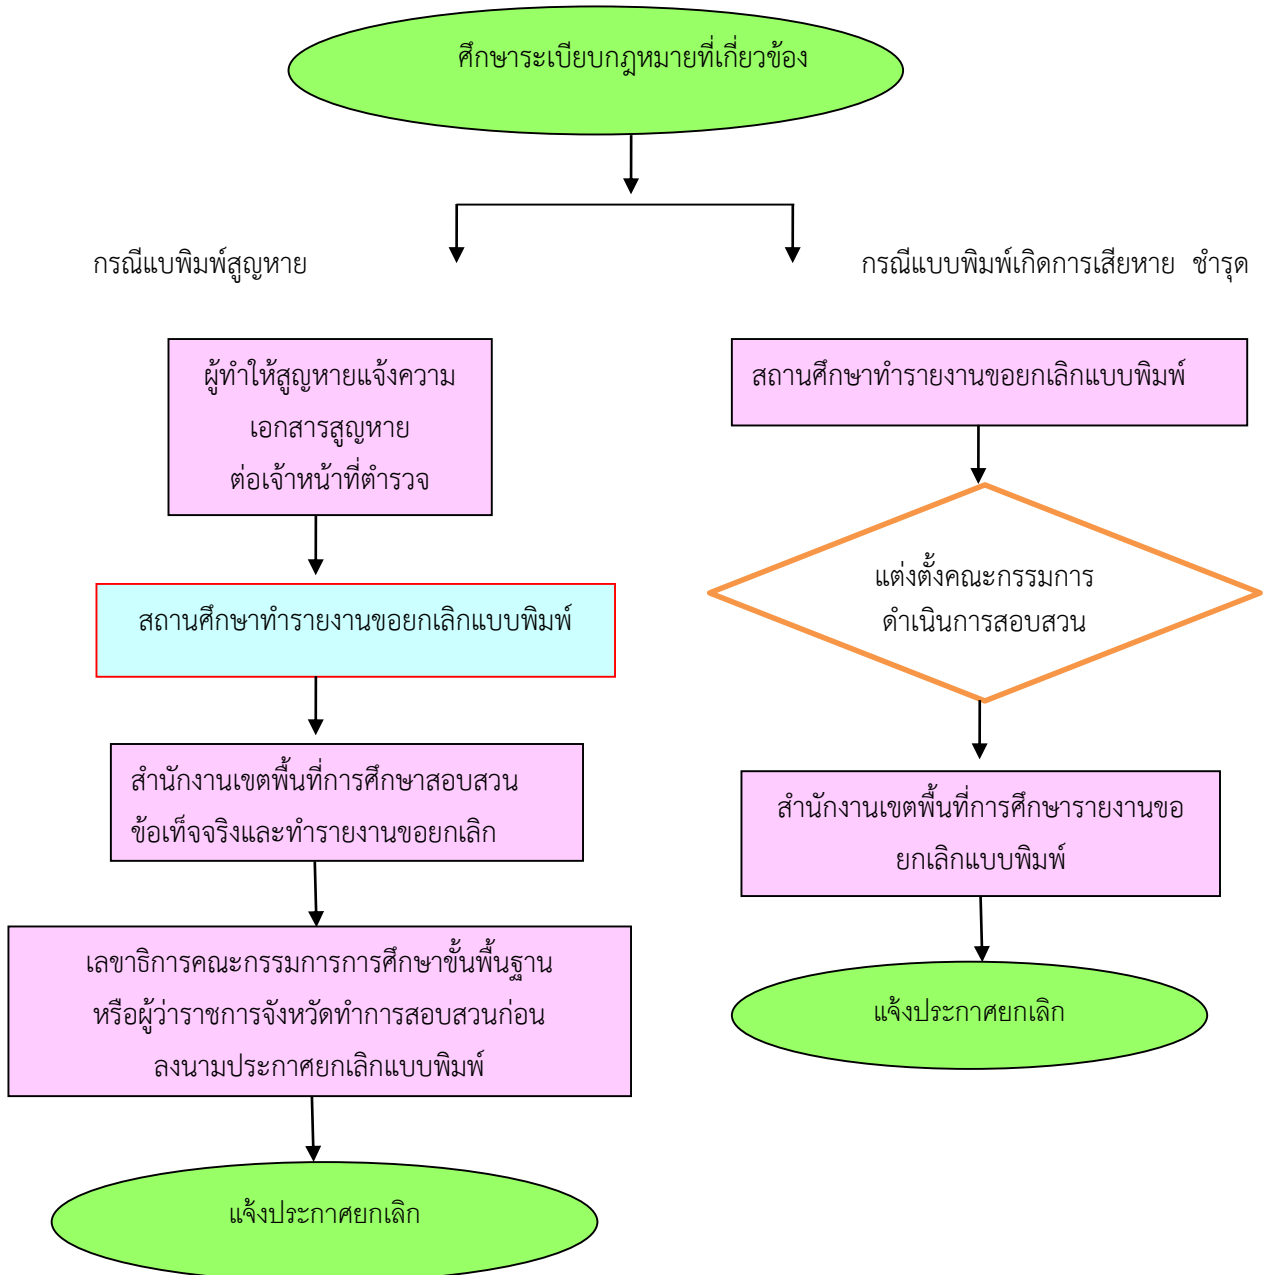 ศึกษาระเบียบกฎหมายที่เกี่ยวข้อง
กรณีแบพิมพ์สูญหาย
กรณีแบบพิมพ์เกิดการเสียหาย ชำรุด
ผู้ทำให้สูญหายแจ้งความ
เอกสารสูญหาย
ต่อเจ้าหน้าที่ตำรวจ
สถานศึกษาทำรายงานขอยกเลิกแบบพิมพ์
สำนักงานเขตพื้นที่การศึกษาสอบสวน
ข้อเท็จจริงและทำรายงานขอยกเลิก
เลขาธิการคณะกรรมการการศึกษาขั้นพื้นฐาน
หรือผู้ว่าราชการจังหวัดทำการสอบสวนก่อน
ลงนามประกาศยกเลิกแบบพิมพ์
แจ้งประกาศยกเลิก
สถานศึกษาทำรายงานขอยกเลิกแบบพิมพ์
แต่งตั้งคณะกรรมการ
ดำเนินการสอบสวน
สำนักงานเขตพื้นที่การศึกษารายงานขอ
ยกเลิกแบบพิมพ์
แจ้งประกาศยกเลิก